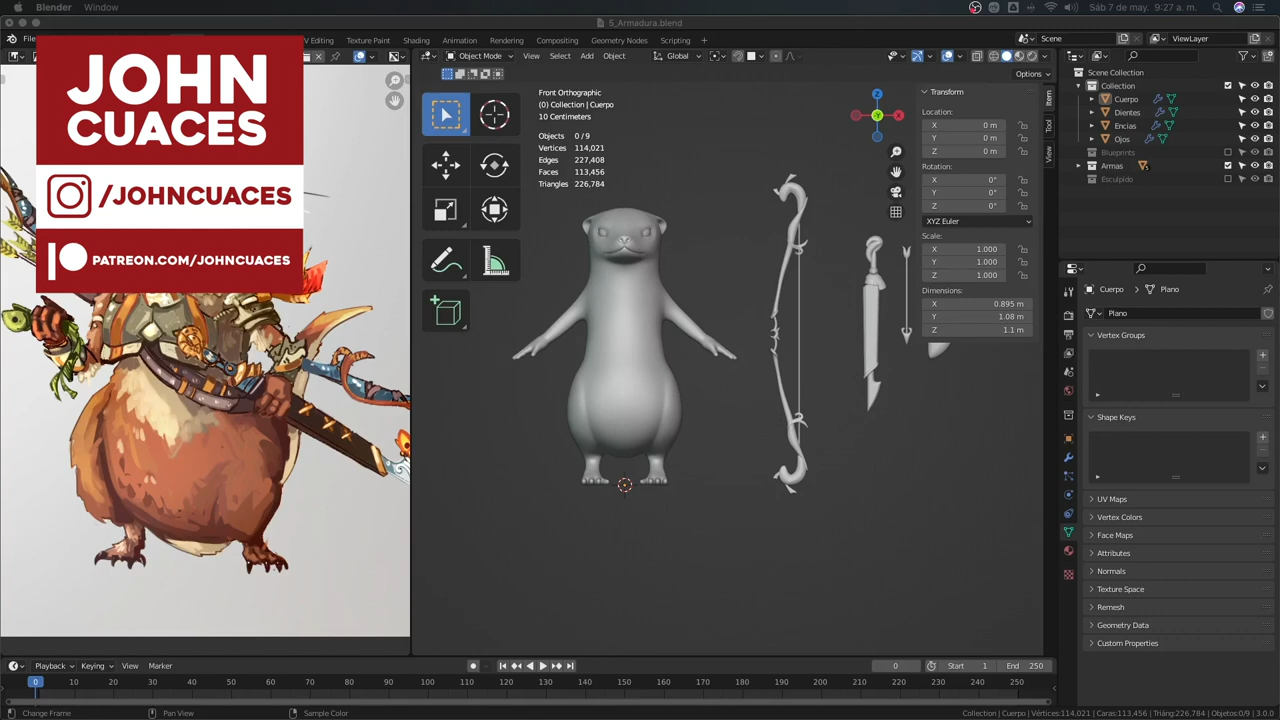 Blender
Window
Sáb 7 de may. 9:27 a. m.
5_Armadura.blend
File
JOHN
CUACES
/JOHNCUACES
PATREON.COM/JOHNCUACES
UV Editing
Texture Paint
Shading
Animation
Rendering
Compositing
Geometry Nodes
Scripting
+
Scene
ViewLayer
Object Mode
View
Select
Add
Object
Global
Options
Front Orthographic
(0) Collection | Cuerpo
10 Centimeters
Objects 0/9
Vertices 114,021
Edges 227,408
Faces 113,456
Triangles 226,784
Z
Y
X
Transform
Location:
X 0 m
Y 0 m
Z 0 m
Rotation:
X 0°
Y 0°
Z 0°
XYZ Euler
Scale:
X 1.000
Y 1.000
Z 1.000
Dimensions:
X 0.895 m
Y 1.08 m
Z 1.1 m
Item
Tool
View
Scene Collection
Collection
Cuerpo
Dientes
Encias
Ojos
Blueprints
Armas
Esculpido
Cuerpo
Plano
Plano
Vertex Groups
Shape Keys
UV Maps
Vertex Colors
Face Maps
Attributes
Normals
Texture Space
Remesh
Geometry Data
Custom Properties
Playback
Keying
View
Marker
0
Start 1
End 250
0 10 20 30 40 50 60 70 80 90 100 110 120 130 140 150 160 170 180 190 200 210 220 230 240 250
Change Frame
Pan View
Sample Color
Collection | Cuerpo | Vértices:114,021 | Caras:113,456 | Triáng:226,784 | Objetos:0/9 | 3.0.0